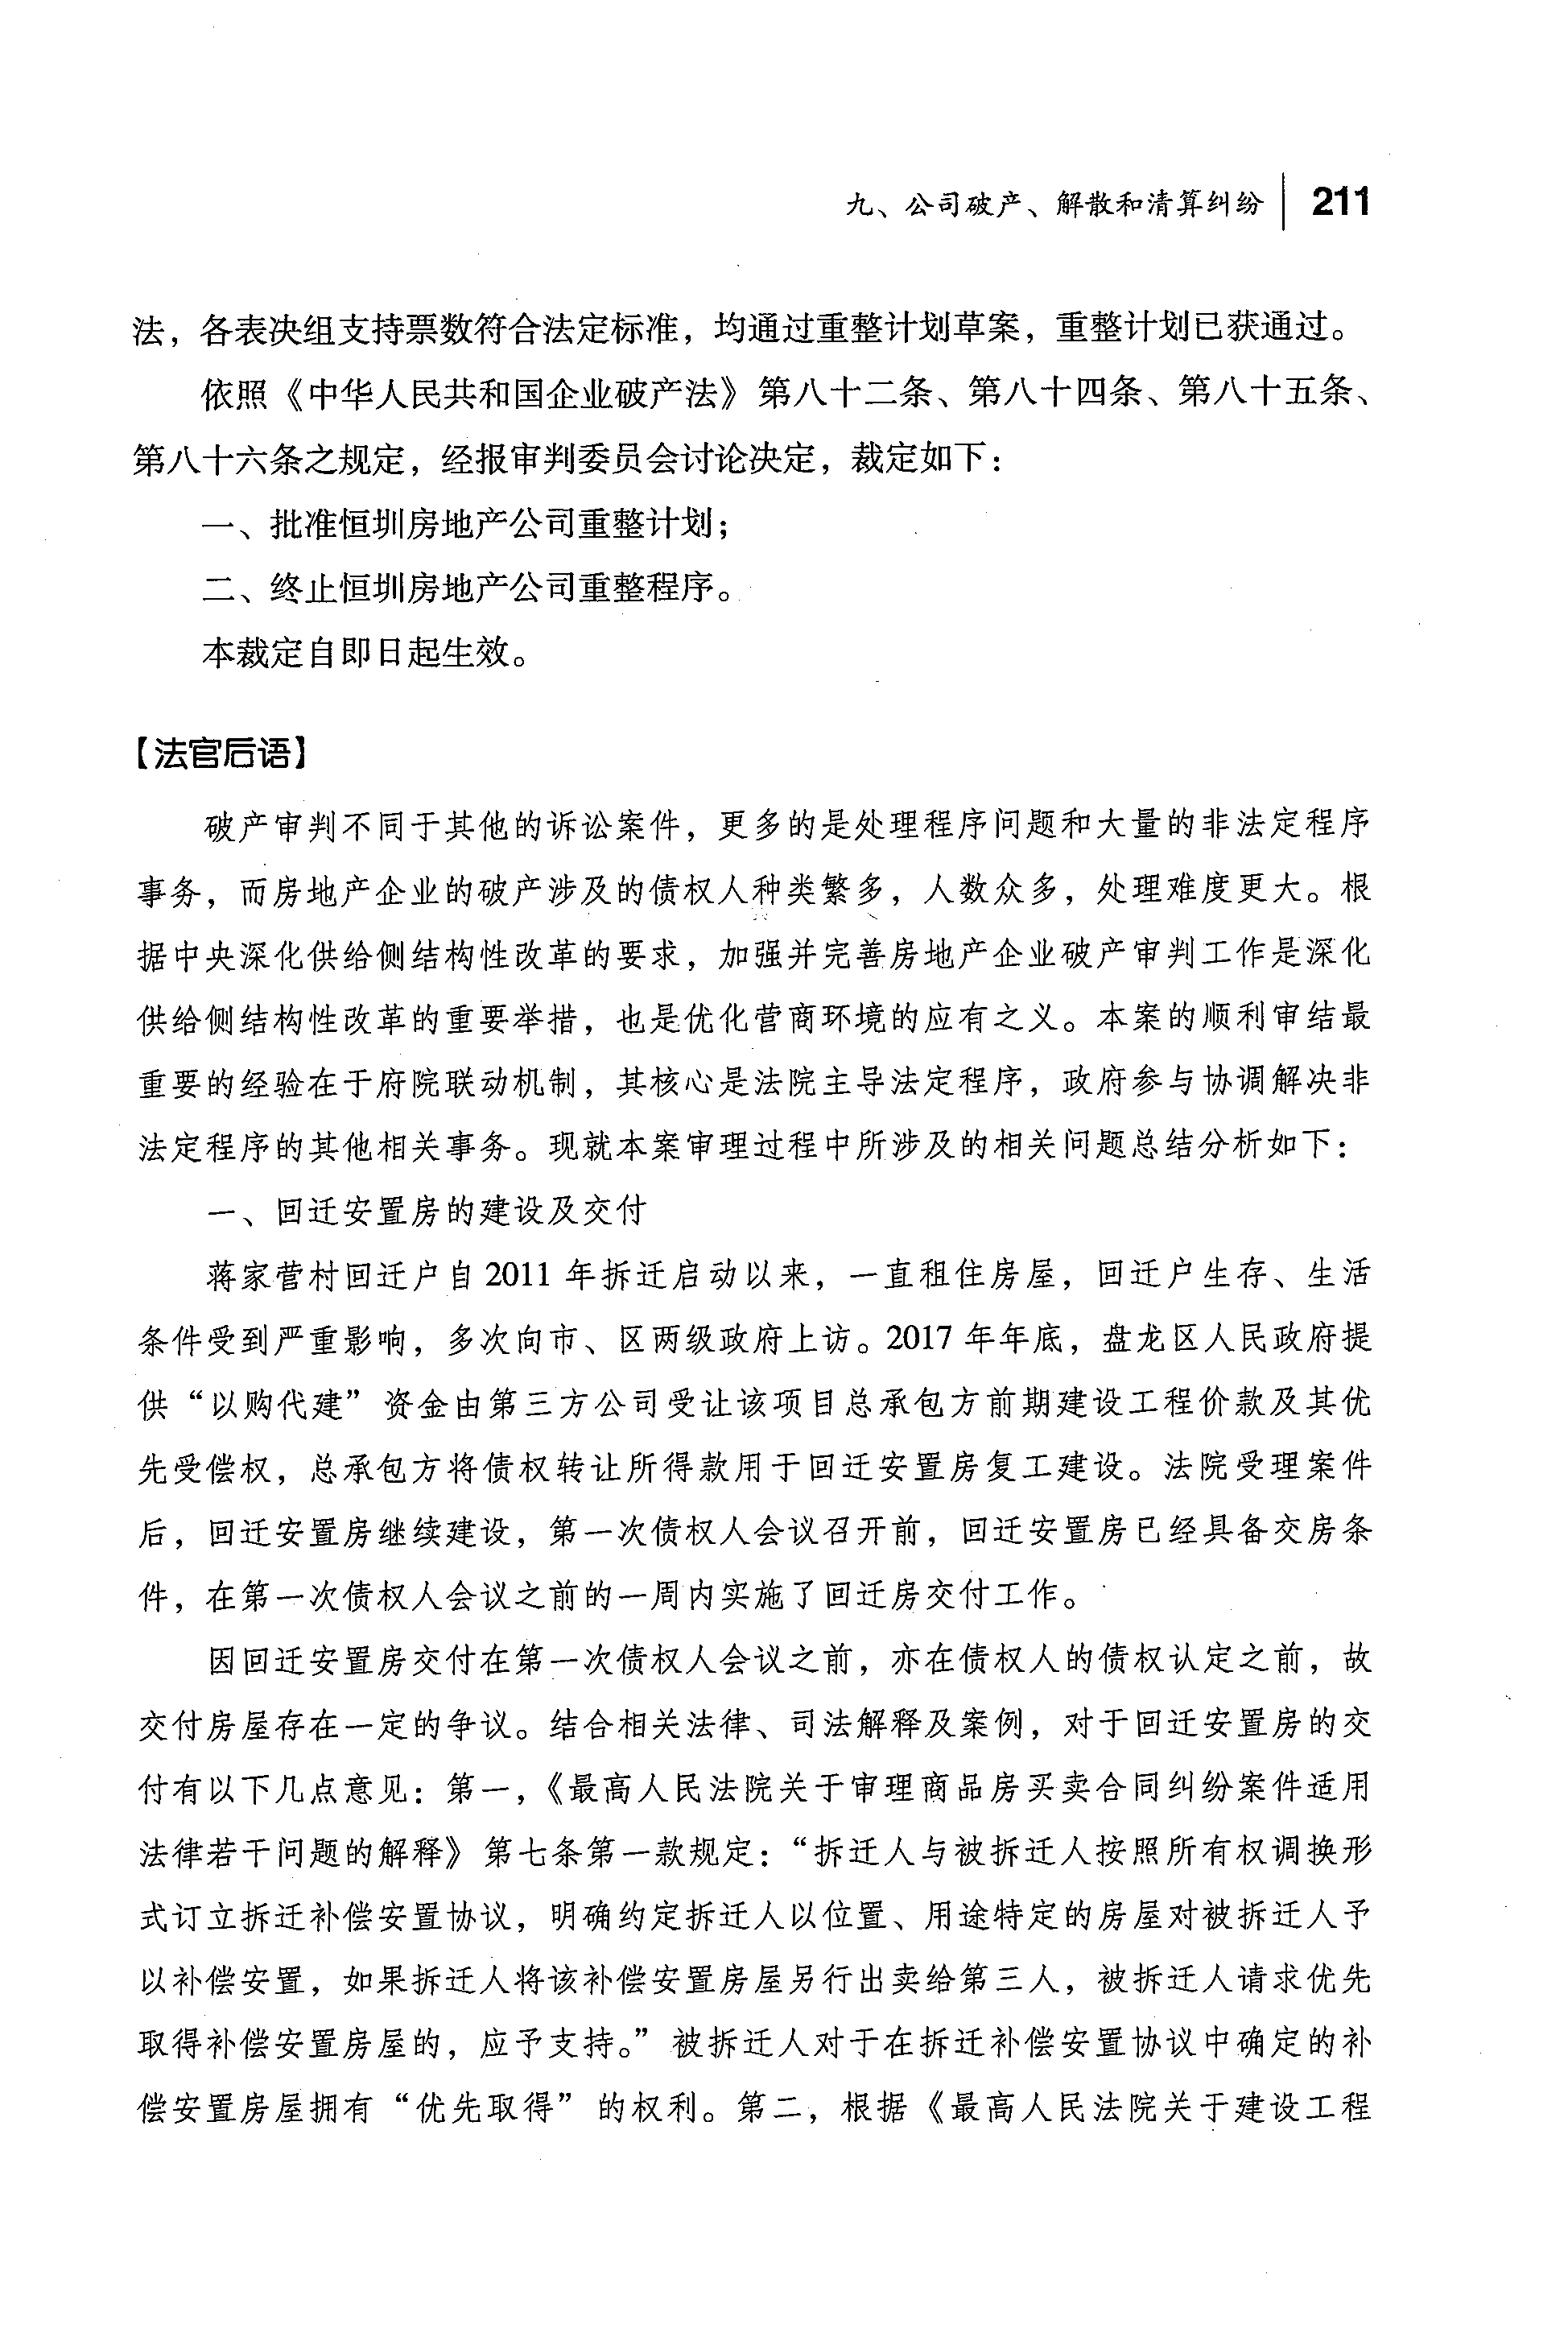 九、公司破产、解散和清算纠纷 211
法，各表决组支持票数符合法定标准，均通过重整计划草案，重整计划已获通过。
依照《中华人民共和国企业破产法》第八十二条、第八十四条、第八十五条、
第八十六条之规定，经报审判委员会讨论决定，裁定如下：
一、批准恒圳房地产公司重整计划；
二、终止恒圳房地产公司重整程序。
本裁定自即日起生效。
【法官后语】
破产审判不同于其他的诉讼案件，更多的是处理程序问题和大量的非法定程序
事务，而房地产企业的破产涉及的债权人种类繁多，人数众多，处理难度更大。根
据中央深化供给侧结构性改革的要求，加强并完善房地产企业破产审判工作是深化
供给侧结构性改革的重要举措，也是优化营商环境的应有之义。本案的顺利审结最
重要的经验在于府院联动机制，其核心是法院主导法定程序，政府参与协调解决非
法定程序的其他相关事务。现就本案审理过程中所涉及的相关问题总结分析如下：
一、回迁安置房的建设及交付
蒋家营村回迁户自 2011 年拆迁启动以来，一直租住房屋，回迁户生存、生活
条件受到严重影响，多次向市、区两级政府上访。2017 年年底，盘龙区人民政府提
供“以购代建”资金由第三方公司受让该项目总承包方前期建设工程价款及其优
先受偿权，总承包方将债权转让所得款用于回迁安置房复工建设。法院受理案件
后，回迁安置房继续建设，第一次债权人会议召开前，回迁安置房已经具备交房条
件，在第一次债权人会议之前的一周内实施了回迁房交付工作。
因回迁安置房交付在第一次债权人会议之前，亦在债权人的债权认定之前，故
交付房屋存在一定的争议。结合相关法律、司法解释及案例，对于回迁安置房的交
付有以下几点意见：第一，《最高人民法院关于审理商品房买卖合同纠纷案件适用
法律若干问题的解释》第七条第一款规定：“拆迁人与被拆迁人按照所有权调换形
式订立拆迁补偿安置协议，明确约定拆迁人以位置、用途特定的房屋对被拆迁人予
以补偿安置，如果拆迁人将该补偿安置房屋另行出卖给第三人，被拆迁人请求优先
取得补偿安置房屋的，应予支持。”被拆迁人对于在拆迁补偿安置协议中确定的补
偿安置房屋拥有“优先取得”的权利。第二，根据《最高人民法院关于建设工程